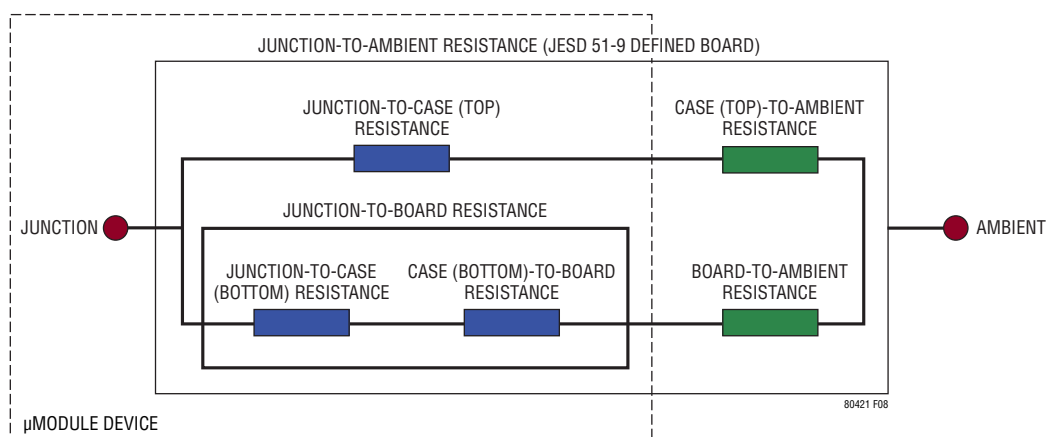 JUNCTION-TO-AMBIENT RESISTANCE (JESD 51-9 DEFINED BOARD)
JUNCTION-TO-CASE (TOP)
RESISTANCE
CASE (TOP)-TO-AMBIENT
RESISTANCE
JUNCTION
JUNCTION-TO-BOARD RESISTANCE
AMBIENT
JUNCTION-TO-CASE
(BOTTOM) RESISTANCE
CASE (BOTTOM)-TO-BOARD
RESISTANCE
BOARD-TO-AMBIENT
RESISTANCE
80421 F08
µMODULE DEVICE